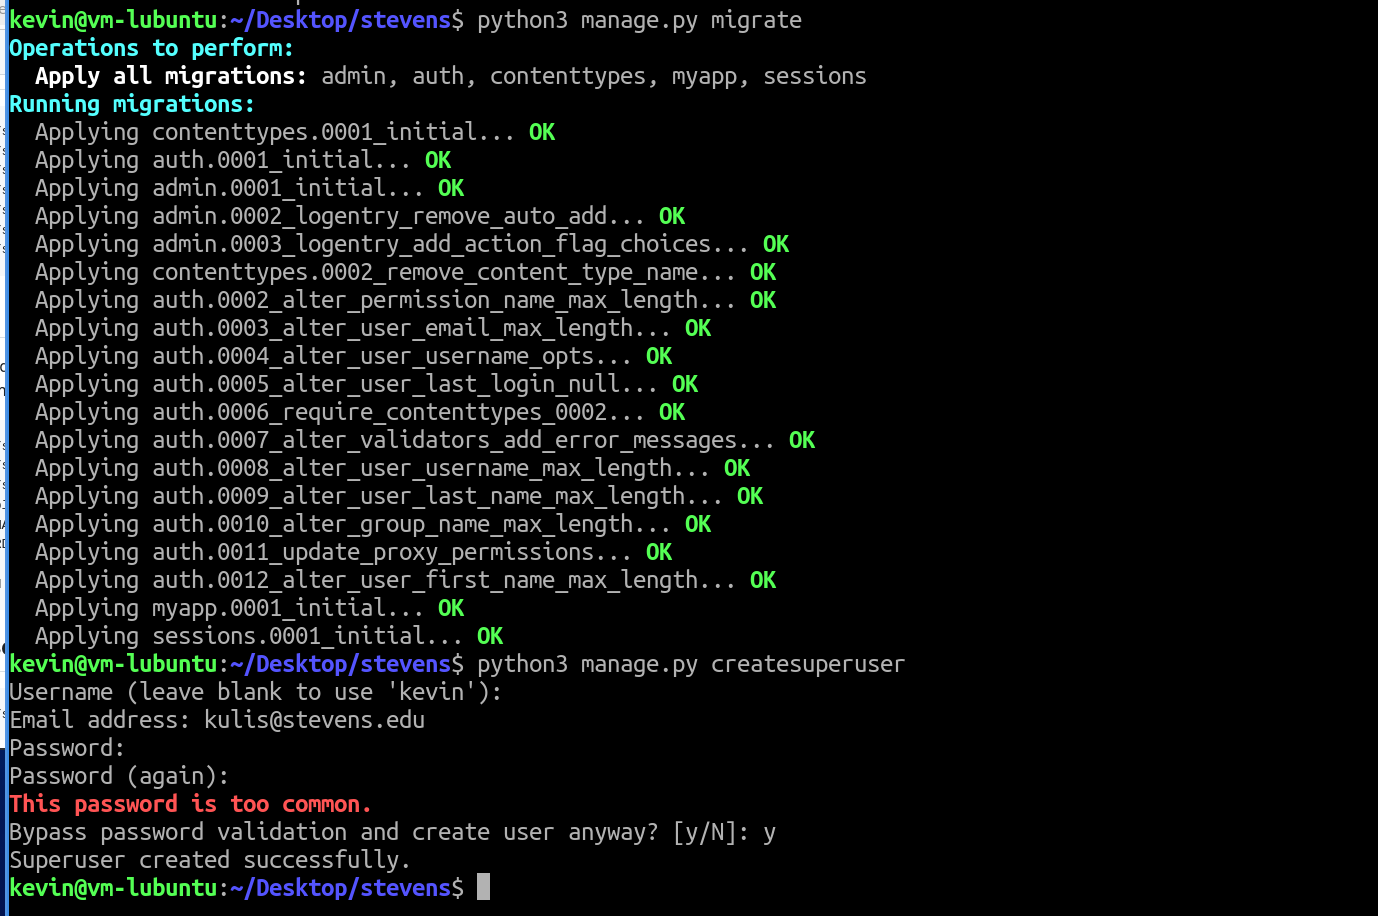 kevin@vm-lubuntu:~/Desktop/stevens$ python3 manage.py migrate
Operations to perform:
  Apply all migrations: admin, auth, contenttypes, myapp, sessions
Running migrations:
  Applying contenttypes.0001_initial... OK
  Applying auth.0001_initial... OK
  Applying admin.0001_initial... OK
  Applying admin.0002_logentry_remove_auto_add... OK
  Applying admin.0003_logentry_add_action_flag_choices... OK
  Applying contenttypes.0002_remove_content_type_name... OK
  Applying auth.0002_alter_permission_name_max_length... OK
  Applying auth.0003_alter_user_email_max_length... OK
  Applying auth.0004_alter_user_username_opts... OK
  Applying auth.0005_alter_user_last_login_null... OK
  Applying auth.0006_require_contenttypes_0002... OK
  Applying auth.0007_alter_validators_add_error_messages... OK
  Applying auth.0008_alter_user_username_max_length... OK
  Applying auth.0009_alter_user_last_name_max_length... OK
  Applying auth.0010_alter_group_name_max_length... OK
  Applying auth.0011_update_proxy_permissions... OK
  Applying auth.0012_alter_user_first_name_max_length... OK
  Applying myapp.0001_initial... OK
  Applying sessions.0001_initial... OK
kevin@vm-lubuntu:~/Desktop/stevens$ python3 manage.py createsuperuser
Username (leave blank to use 'kevin'):
Email address: kulis@stevens.edu
Password:
Password (again):
This password is too common.
Bypass password validation and create user anyway? [y/N]: y
Superuser created successfully.
kevin@vm-lubuntu:~/Desktop/stevens$